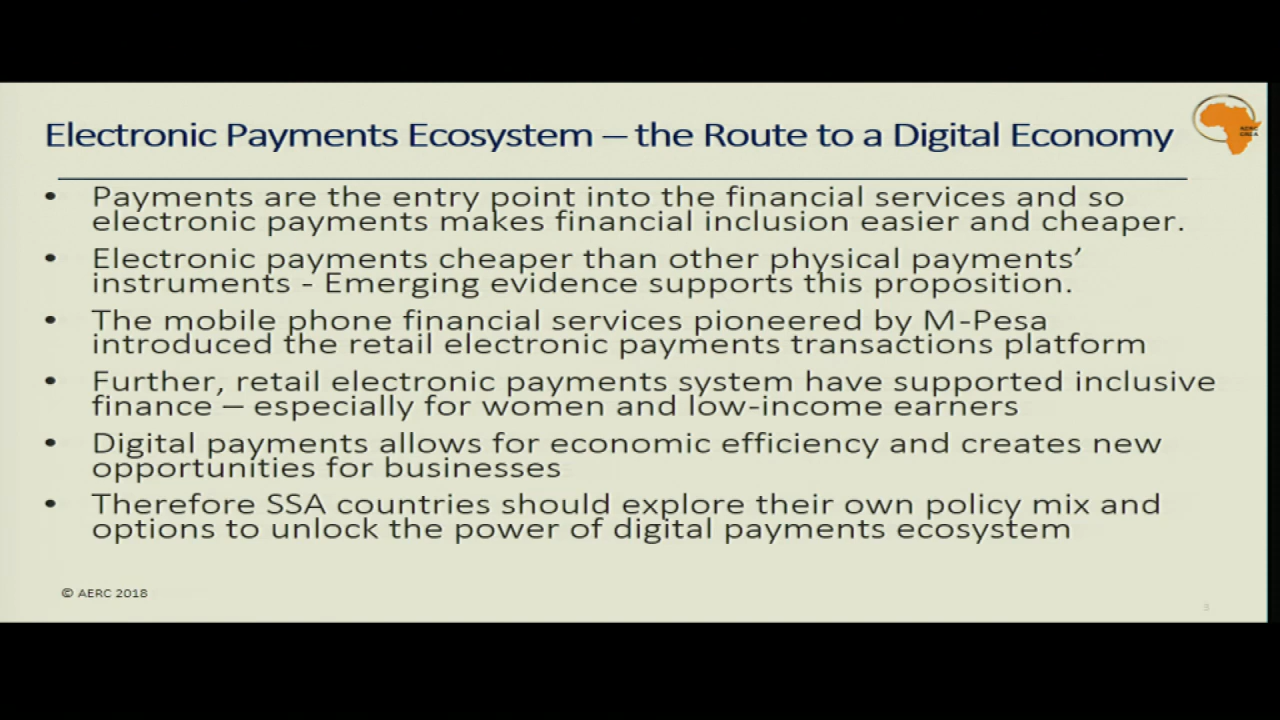 Electronic Payments Ecosystem – the Route to a Digital Economy
• Payments are the entry point into the financial services and so
electronic payments makes financial inclusion easier and cheaper.
• Electronic payments cheaper than other physical payments’
instruments - Emerging evidence supports this proposition.
• The mobile phone financial services pioneered by M-Pesa
introduced the retail electronic payments transactions platform
• Further, retail electronic payments system have supported inclusive
finance – especially for women and low-income earners
• Digital payments allows for economic efficiency and creates new
opportunities for businesses
• Therefore SSA countries should explore their own policy mix and
options to unlock the power of digital payments ecosystem
© AERC 2018